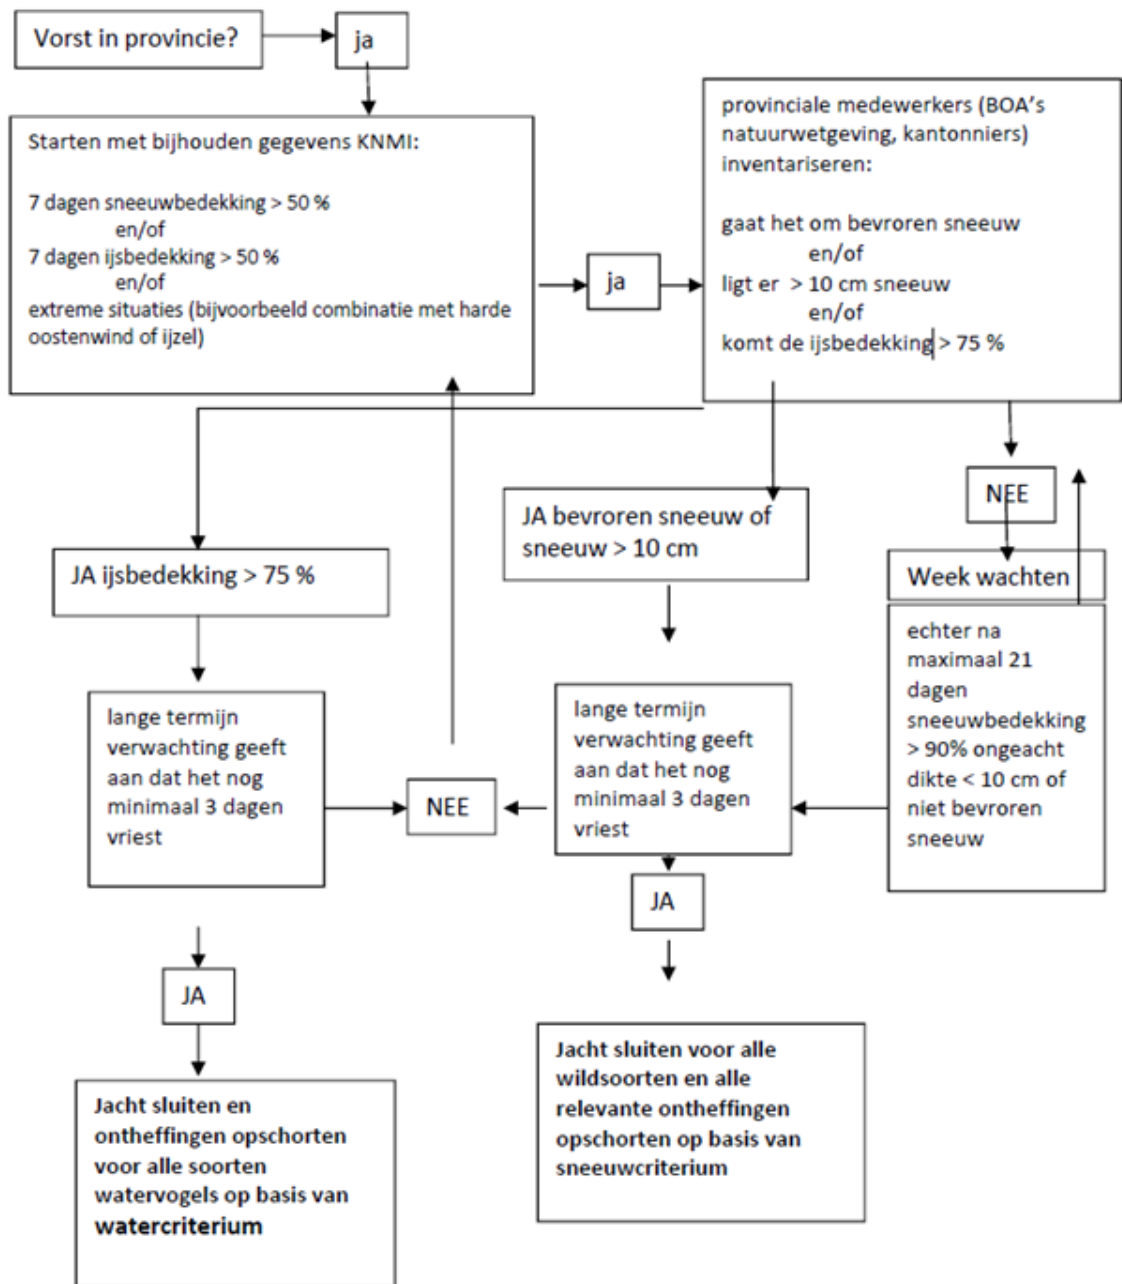 Vorst in provincie?
ja
Starten met bijhouden gegevens KNMI:
7 dagen sneeuwbedekking > 50 %
en/of
7 dagen ijsbedekking > 50 %
en/of
extreme situaties (bijvoorbeeld combinatie met harde
oostenwind of ijzel)
ja
provinciale medewerkers (BOA's
natuurwetgeving, kantonniers)
inventariseren:
gaat het om bevroren sneeuw
en/of
ligt er > 10 cm sneeuw
en/of
komt de ijsbedekking > 75 %
NEE
JA bevroren sneeuw of
sneeuw > 10 cm
JA ijsbedekking > 75 %
Week wachten
echter na
maximaal 21
dagen
sneeuwbedekking
> 90% ongeacht
dikte < 10 cm of
niet bevroren
sneeuw
lange termijn
verwachting geeft
aan dat het nog
minimaal 3 dagen
vriest
NEE
lange termijn
verwachting geeft
aan dat het nog
minimaal 3 dagen
vriest
JA
JA
Jacht sluiten voor alle
wildsoorten en alle
relevante ontheffingen
opschorten op basis van
sneeuwcriterium
Jacht sluiten en
ontheffingen opschorten
voor alle soorten
watervogels op basis van
watercriterium